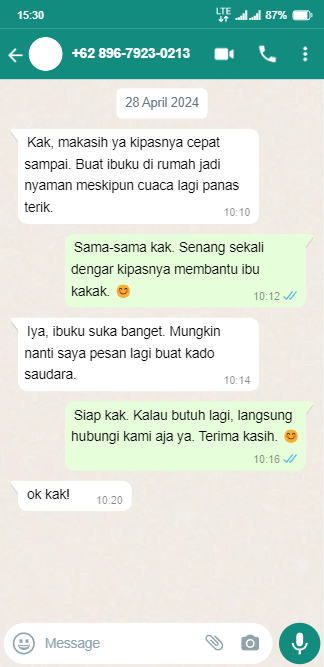 15:30
LTE
87%
+62 896-7923-0213
28 April 2024
Kak, makasih ya kipasnya cepat
sampai. Buat ibuku di rumah jadi
nyaman meskipun cuaca lagi panas
terik.
10:10
Sama-sama kak. Senang sekali
dengar kipasnya membantu ibu
kakak. 😊
10:12
Iya, ibuku suka banget. Mungkin
nanti saya pesan lagi buat kado
saudara.
10:14
Siap kak. Kalau butuh lagi, langsung
hubungi kami aja ya. Terima kasih. 😊
10:16
ok kak!
10:20
Message